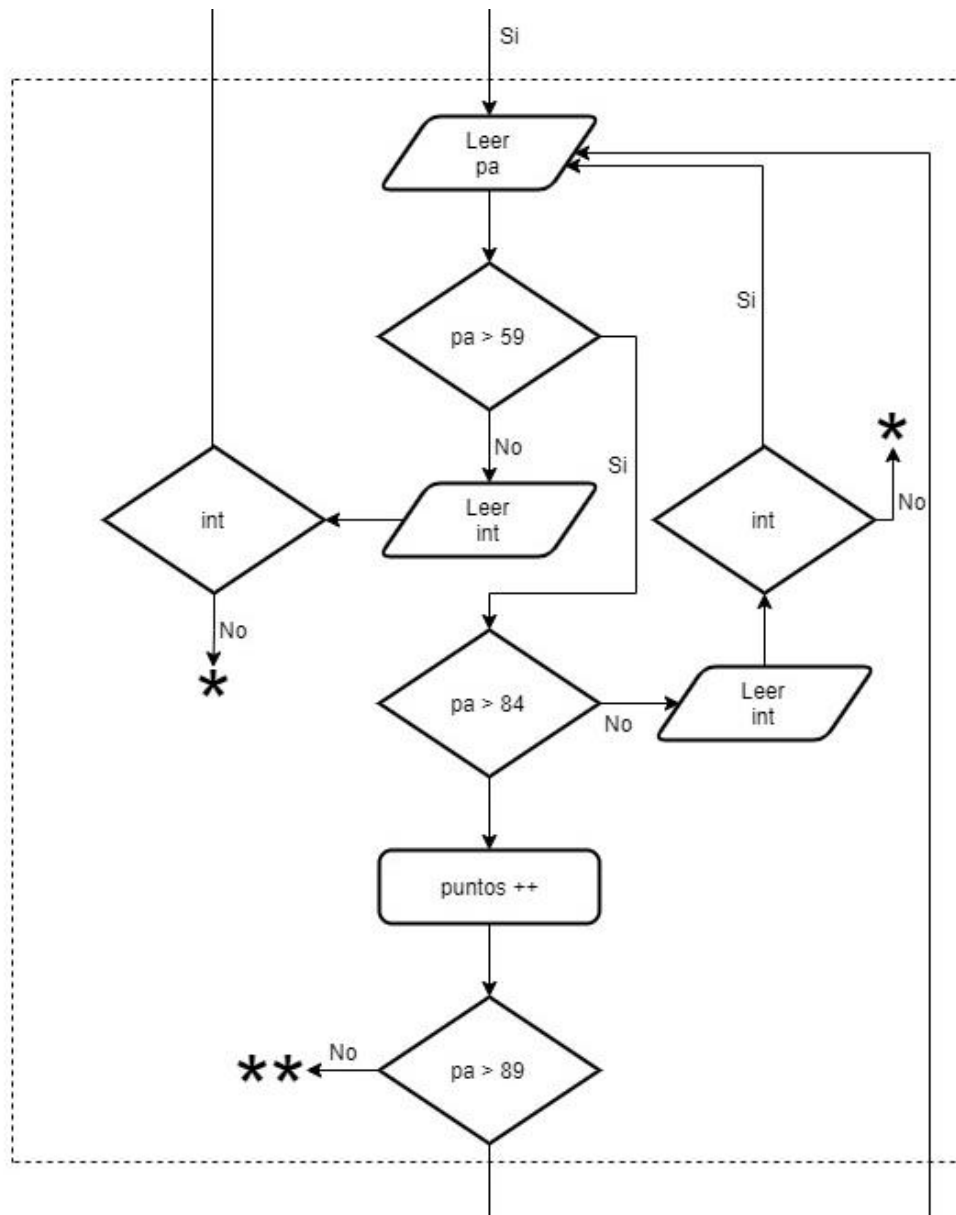 Si
Leer
pa
pa > 59
Si
No
Si
*
No
int
Leer
int
int
No
*
pa > 84
No
Leer
int
puntos ++
**
No
pa > 89